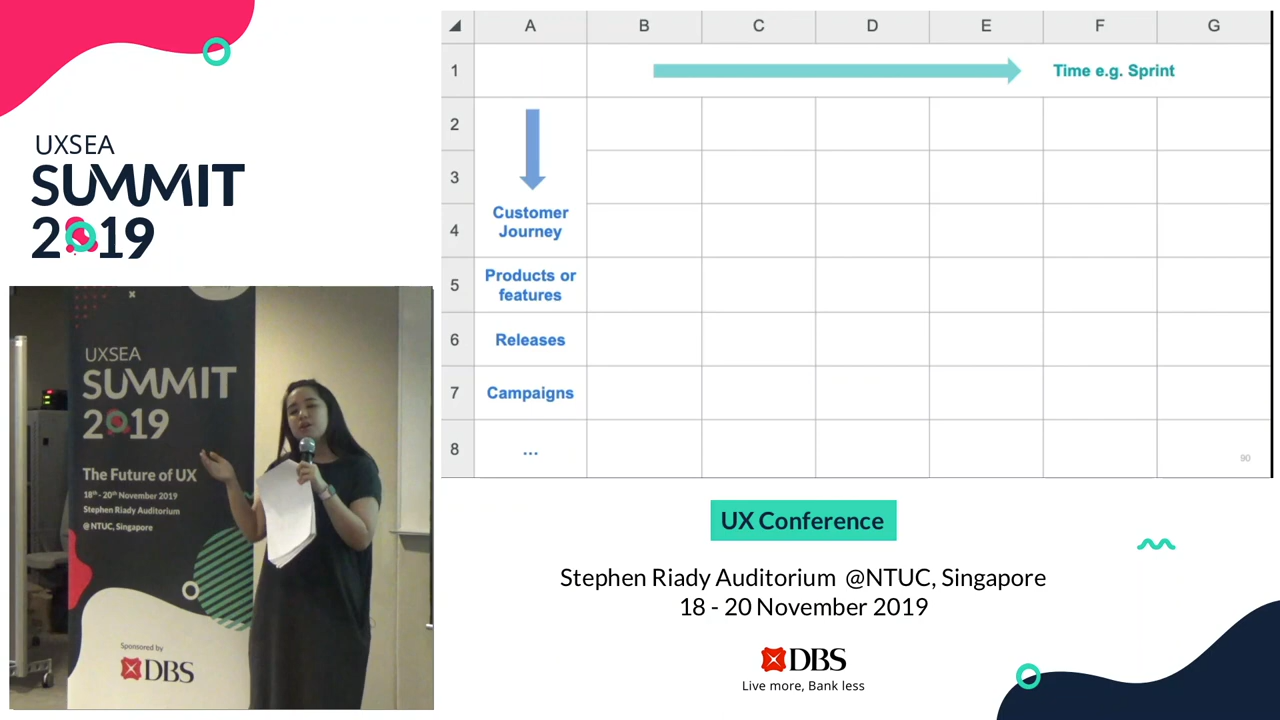 UXSEA
SUMMIT
2019
A B C D E F G
1 Time e.g. Sprint
2
3
4 Customer
Journey
5 Products or
features
6 Releases
7 Campaigns
8 ...
90
UXSEA
SUMMIT
2019
The Future of UX
18th - 20th November 2019
Stephen Riady Auditorium
@ NTUC, Singapore
Sponsored by
DBS
UX Conference
Stephen Riady Auditorium @NTUC, Singapore
18 - 20 November 2019
DBS
Live more, Bank less